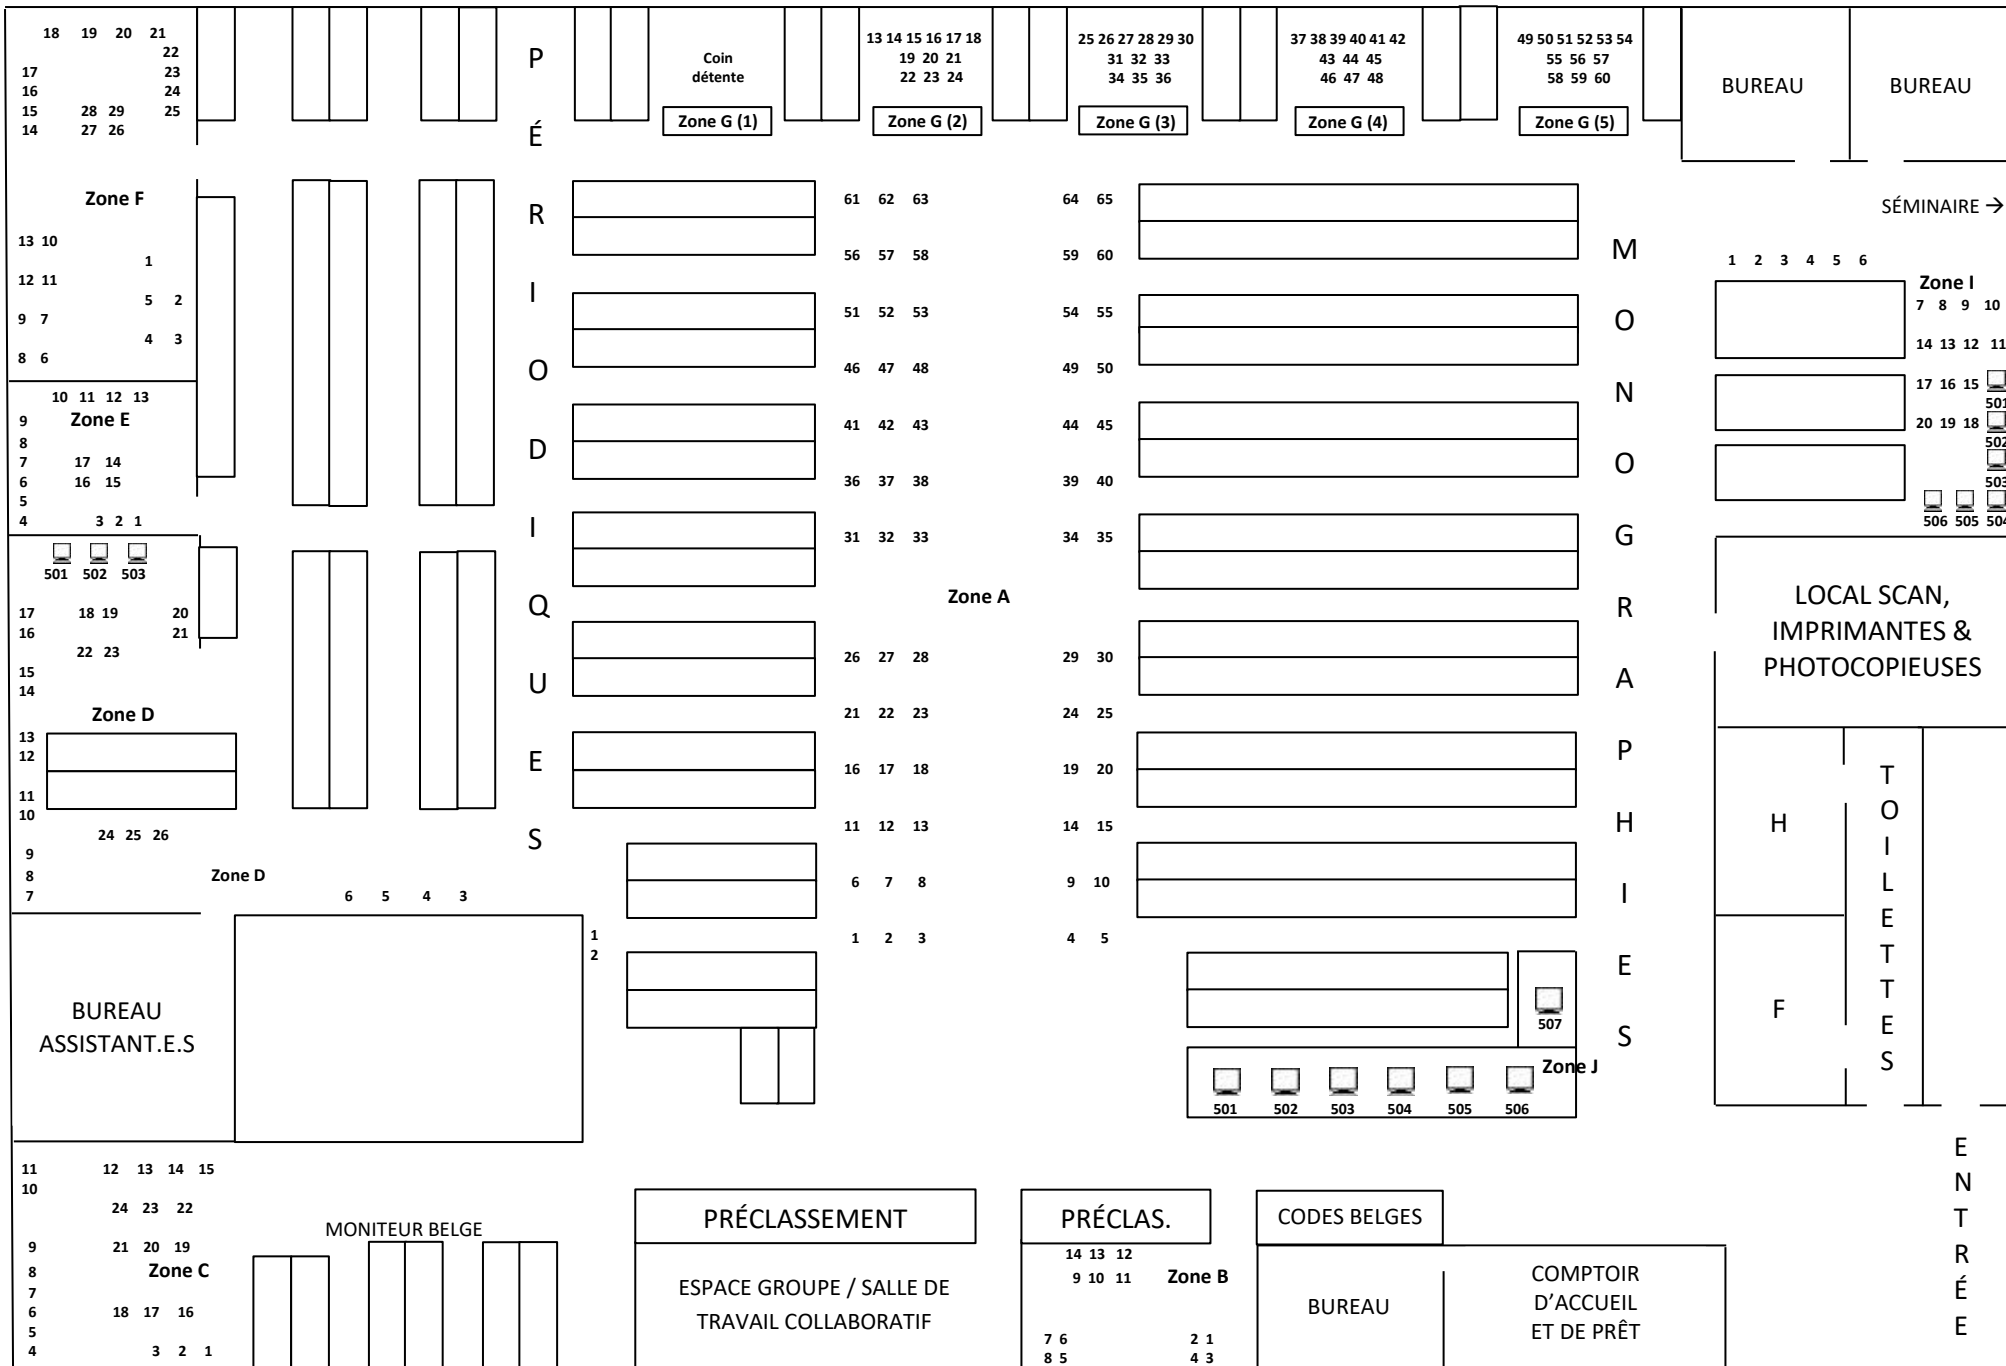 18 19 20 21
22
17 23
16 24
15 28 29 25
14 27 26
Zone F
13 10
1
12 11
5 2
9 7
4 3
8 6
10 11 12 13
9 Zone E
8
7 17 14
6 16 15
5
4 3 2 1
501 502 503
17 18 19 20
16 21
22 23
15
14
Zone D
13
12
11
10
24 25 26
9
8
7
Zone D
6 5 4 3
1
2
BUREAU
ASSISTANT.E.S
11 12 13 14 15
10
24 23 22
9 21 20 19
8 Zone C
7
6 18 17 16
5
4 3 2 1
MONITEUR BELGE
PÉRIODIQUES
Coin
détente
Zone G (1)
13 14 15 16 17 18
19 20 21
22 23 24
Zone G (2)
25 26 27 28 29 30
31 32 33
34 35 36
Zone G (3)
37 38 39 40 41 42
43 44 45
46 47 48
Zone G (4)
49 50 51 52 53 54
55 56 57
58 59 60
Zone G (5)
61 62 63 64 65
56 57 58 59 60
51 52 53 54 55
46 47 48 49 50
41 42 43 44 45
36 37 38 39 40
31 32 33 34 35
Zone A
26 27 28 29 30
21 22 23 24 25
16 17 18 19 20
11 12 13 14 15
6 7 8 9 10
1 2 3 4 5
MONOGRAPHIES
507
Zone J
501 502 503 504 505 506
PRÉCLASSEMENT
ESPACE GROUPE / SALLE DE
TRAVAIL COLLABORATIF
PRÉCLAS.
14 13 12
9 10 11 Zone B
7 6 2 1
8 5 4 3
CODES BELGES
BUREAU
COMPTOIR
D’ACCUEIL
ET DE PRÊT
BUREAU
BUREAU
SÉMINAIRE →
1 2 3 4 5 6
Zone I
7 8 9 10
14 13 12 11
17 16 15
501
20 19 18
502
503
506 505 504
LOCAL SCAN,
IMPRIMANTES &
PHOTOCOPIEUSES
H
F
TOILETTES
ENTRÉE